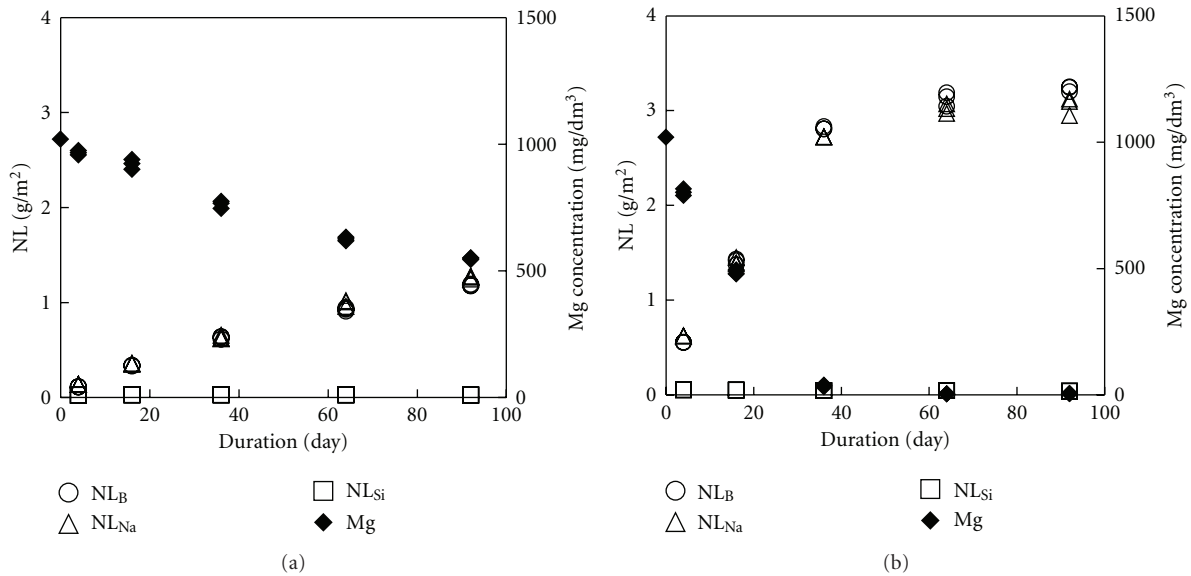 4
3
2
1
0
NL (g/m²)
1500
1000
500
0
Mg concentration (mg/dm³)
0 20 40 60 80 100
Duration (day)
NL_B
NL_Na
NL_Si
Mg
(a)
4
3
2
1
0
NL (g/m²)
1500
1000
500
0
Mg concentration (mg/dm³)
0 20 40 60 80 100
Duration (day)
NL_B
NL_Na
NL_Si
Mg
(b)